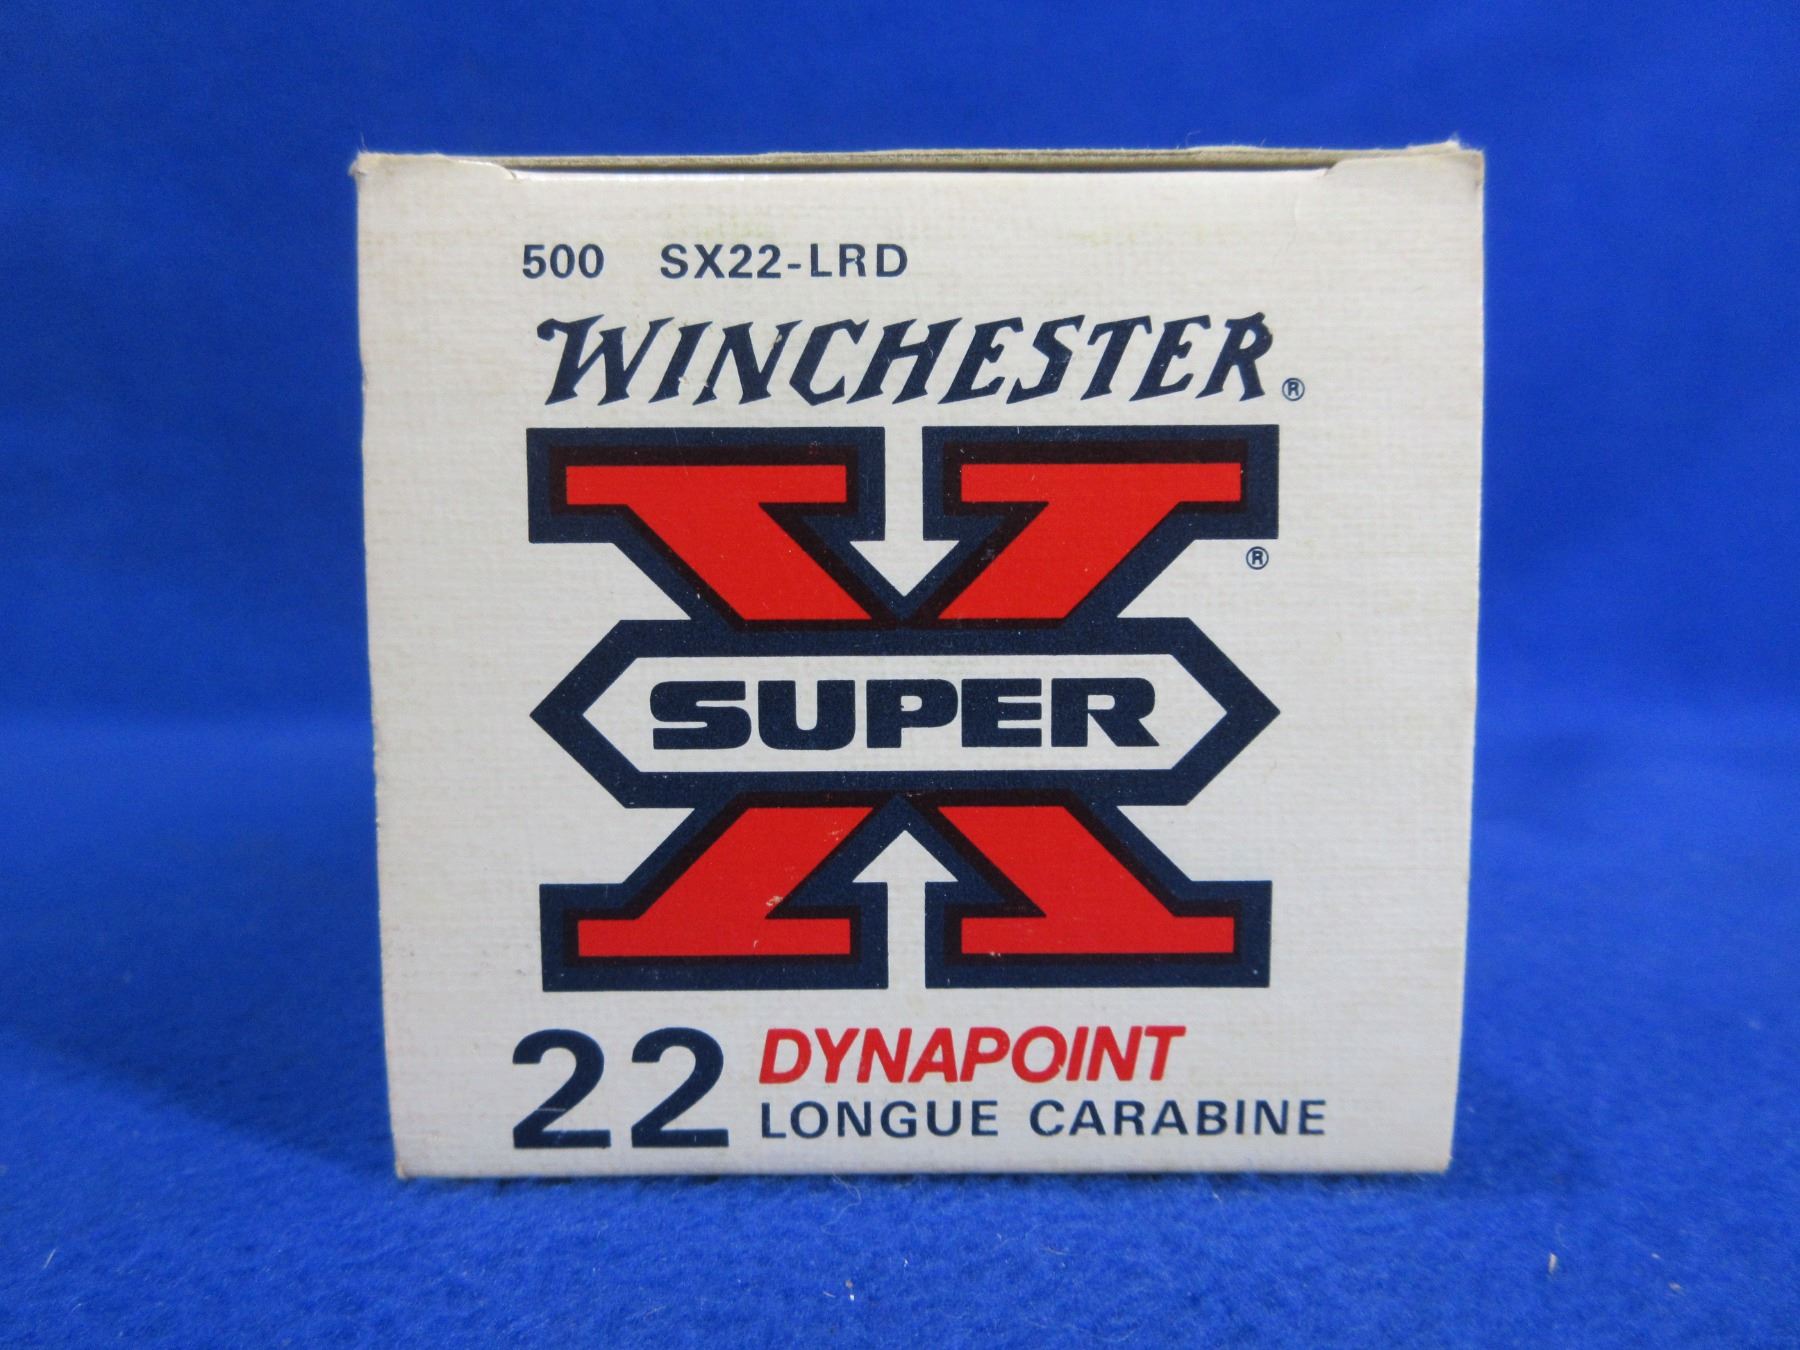 500 SX22-LRD
WINCHESTER®
X®
SUPER
22 DYNAPOINT
LONGUE CARABINE